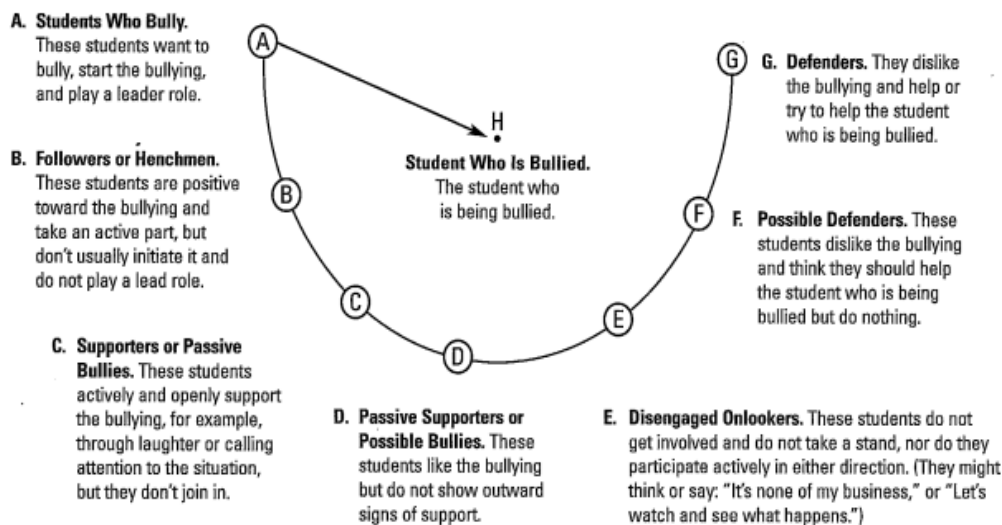 A. Students Who Bully.
These students want to
bully, start the bullying,
and play a leader role.
B. Followers or Henchmen.
These students are positive
toward the bullying and
take an active part, but
don't usually initiate it and
do not play a lead role.
C. Supporters or Passive
Bullies. These students
actively and openly support
the bullying, for example,
through laughter or calling
attention to the situation,
but they don't join in.
D. Passive Supporters or
Possible Bullies. These
students like the bullying
but do not show outward
signs of support.
E. Disengaged Onlookers. These students do not
get involved and do not take a stand, nor do they
participate actively in either direction. (They might
think or say: "It's none of my business," or "Let's
watch and see what happens.")
F. Possible Defenders. These
students dislike the bullying
and think they should help
the student who is being
bullied but do nothing.
G. Defenders. They dislike
the bullying and help or
try to help the student
who is being bullied.
H
Student Who Is Bullied.
The student who
is being bullied.
A
B
C
D
E
F
G